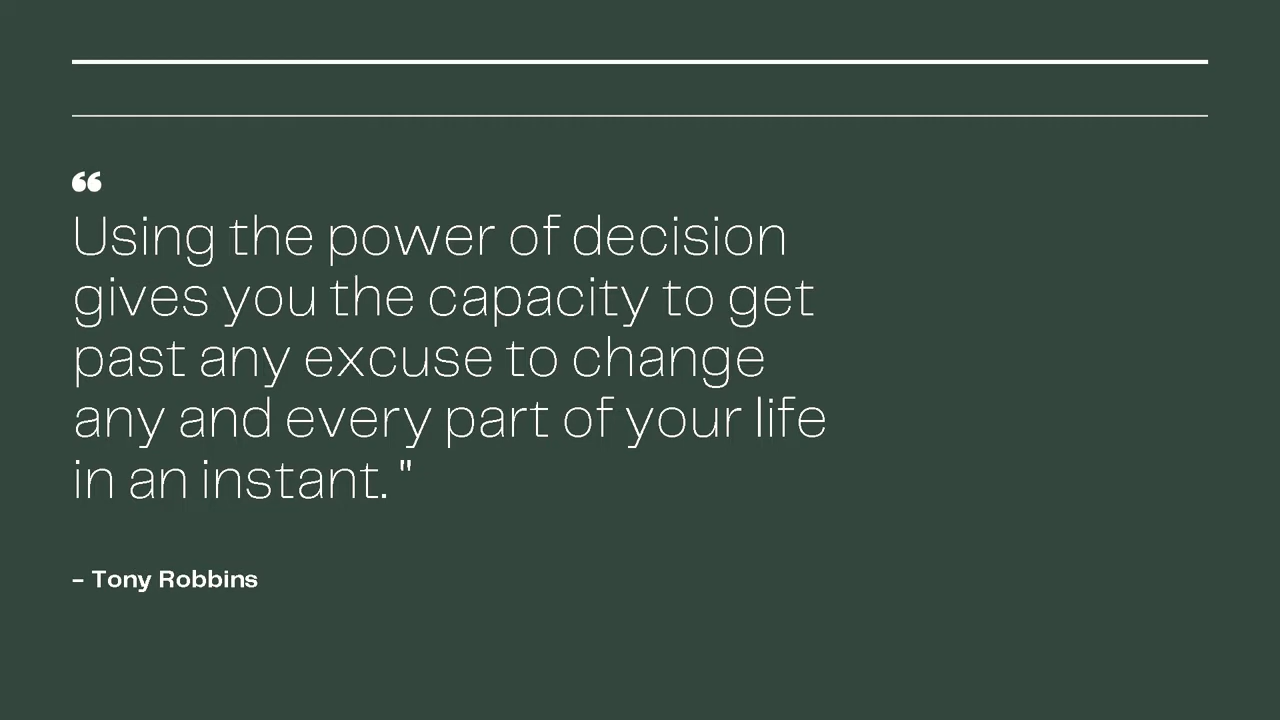 “
Using the power of decision
gives you the capacity to get
past any excuse to change
any and every part of your life
in an instant. "
– Tony Robbins